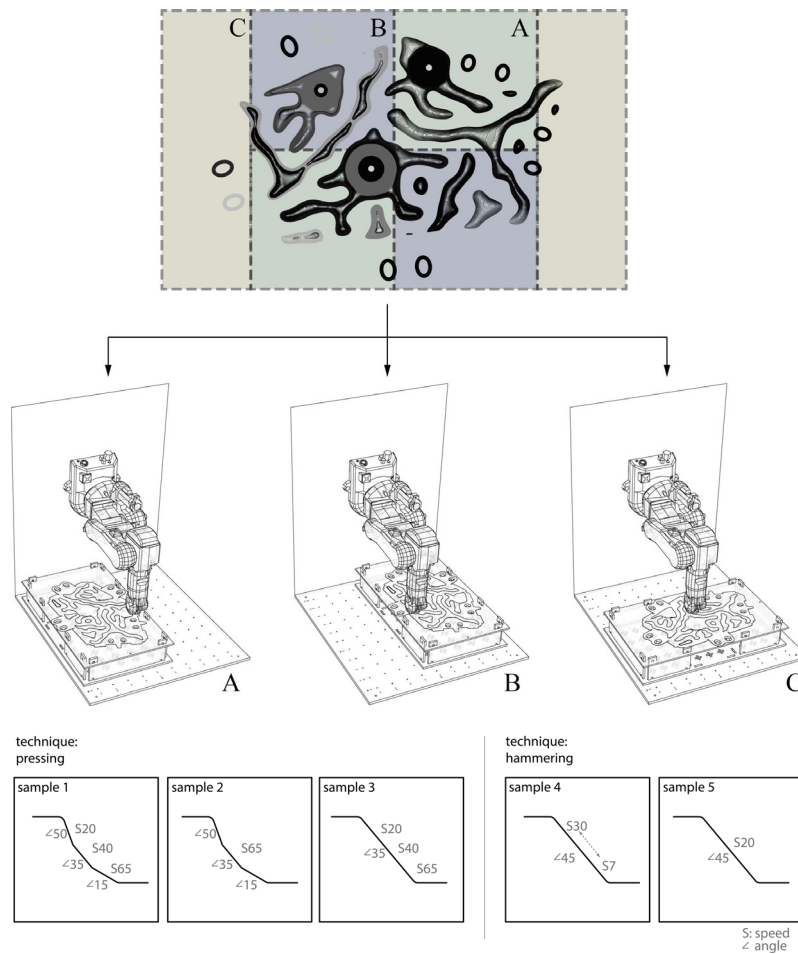 C B A
A B C
technique:
pressing
technique:
hammering
sample 1
∠50 S20
S40
∠35 S65
∠15
sample 2
∠50
S65
∠35
∠15
sample 3
S20
S40
∠35
S65
sample 4
S30
∠45 S7
sample 5
S20
∠45
S: speed
∠ angle